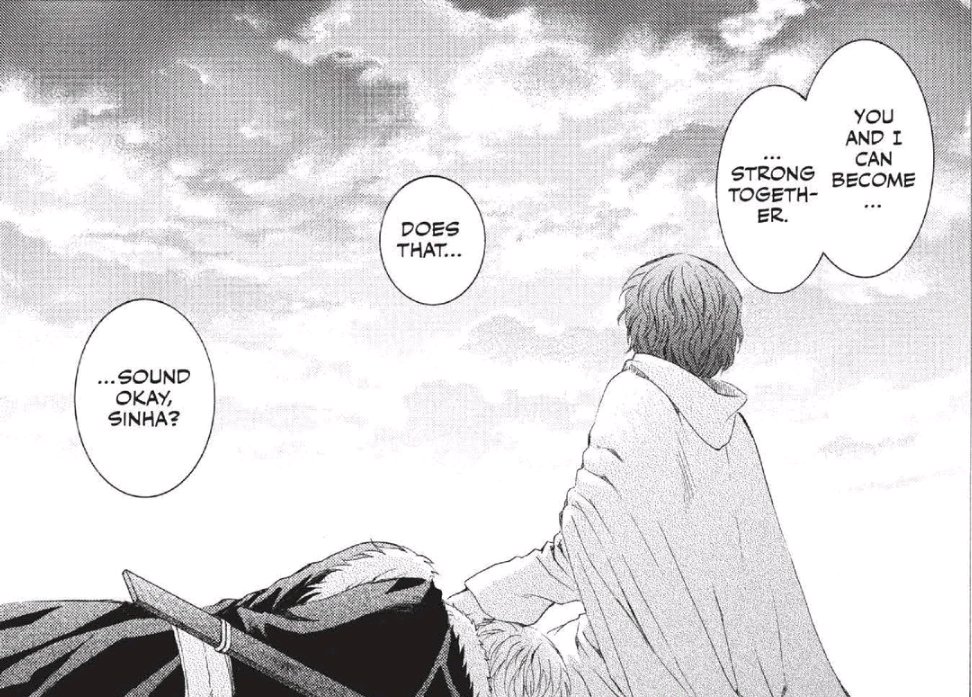 YOU
AND I
CAN
BECOME
...
...
STRONG
TOGETH-
ER.
DOES
THAT...
...SOUND
OKAY,
SINHA?